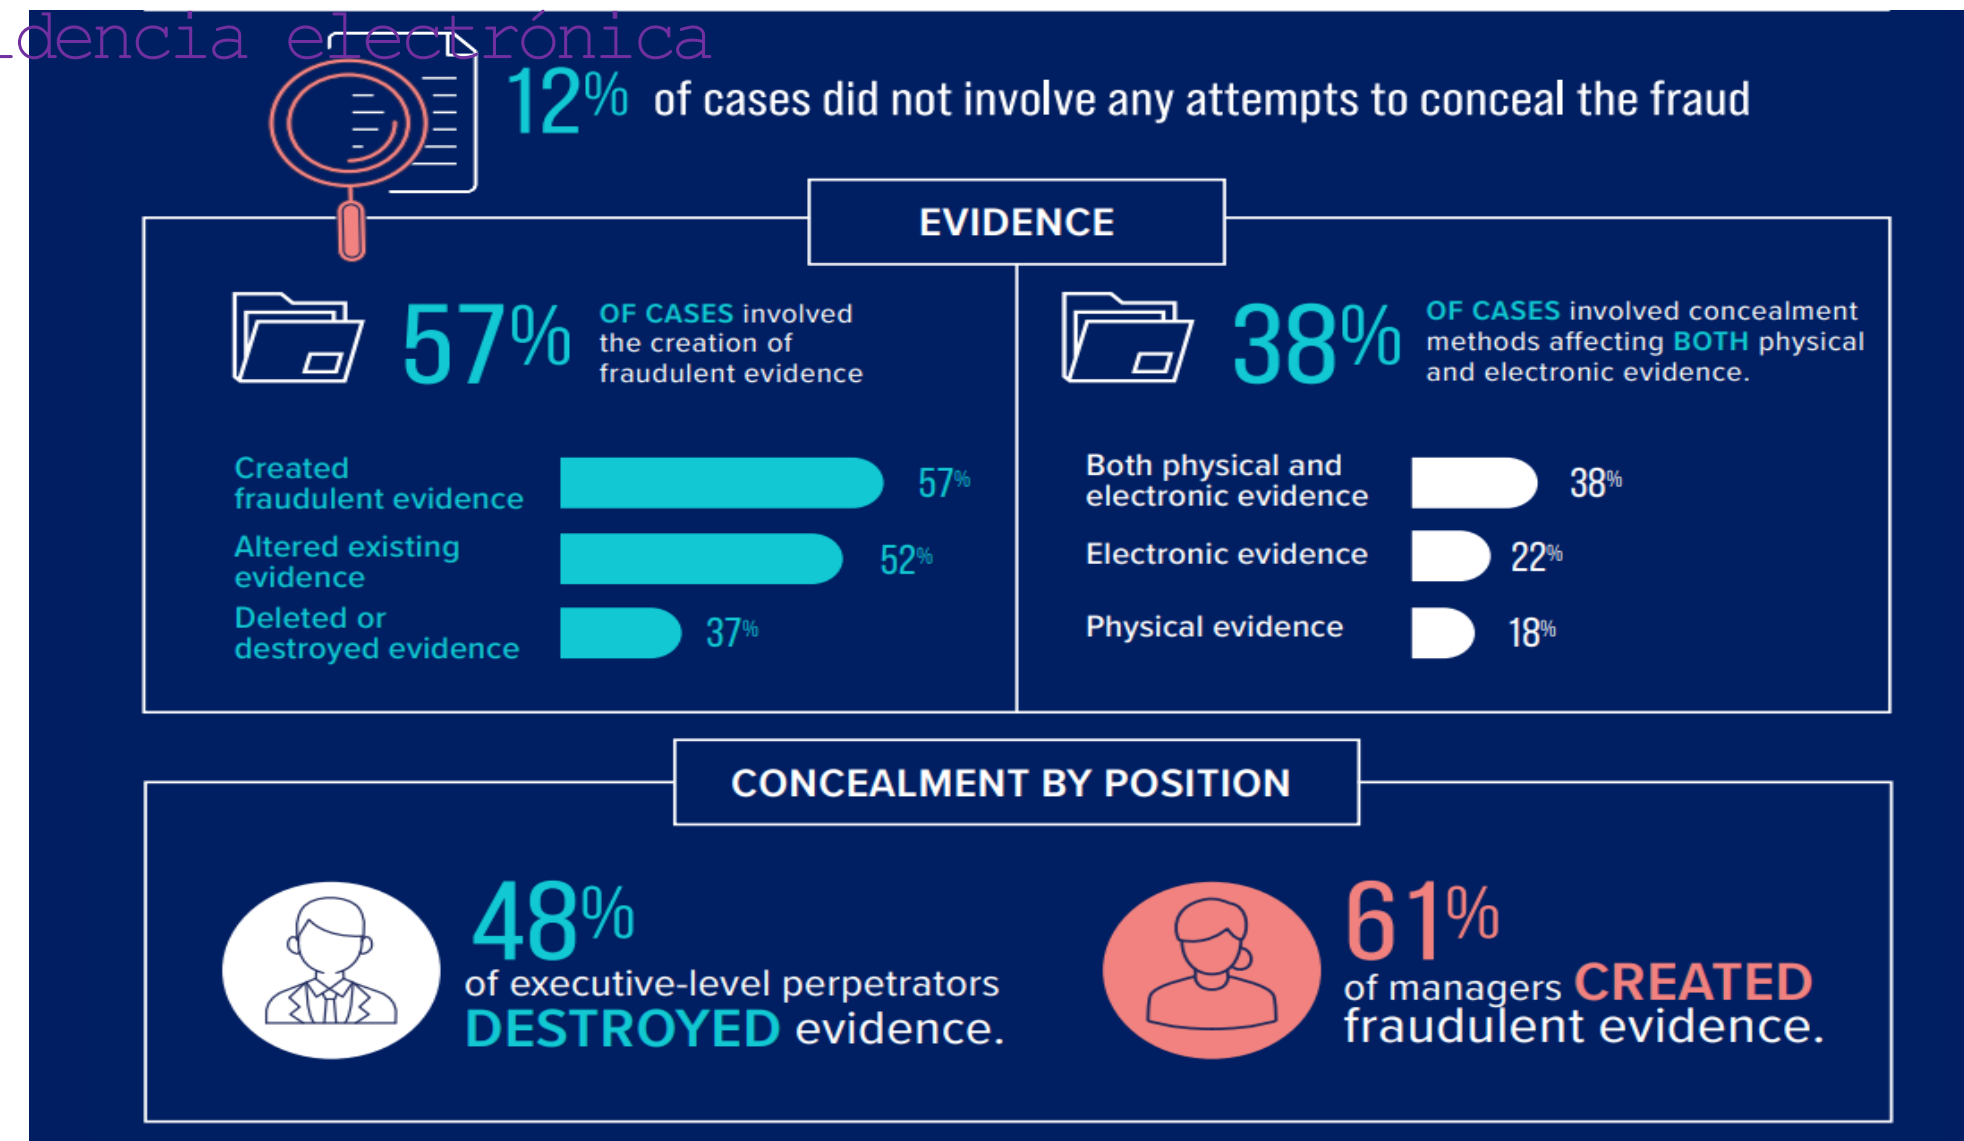 dencia electrónica
12% of cases did not involve any attempts to conceal the fraud
EVIDENCE
57%
OF CASES involved
the creation of
fraudulent evidence
Created
fraudulent evidence
57%
Altered existing
evidence
52%
Deleted or
destroyed evidence
37%
38%
OF CASES involved concealment
methods affecting BOTH physical
and electronic evidence.
Both physical and
electronic evidence
38%
Electronic evidence
22%
Physical evidence
18%
CONCEALMENT BY POSITION
48%
of executive-level perpetrators
DESTROYED evidence.
61%
of managers CREATED
fraudulent evidence.